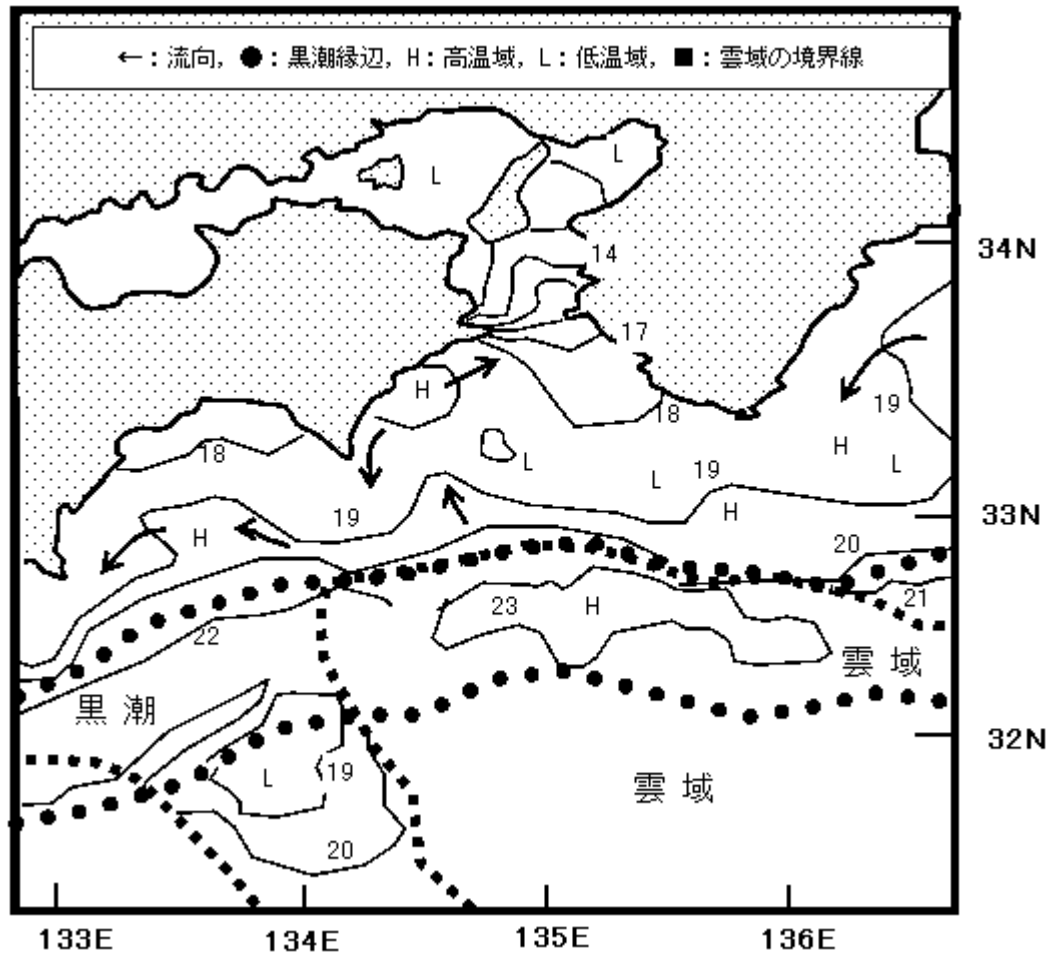 ←：流向，●：黒潮縁辺，H：高温域，L：低温域，■：雲域の境界線
L
L
34N
14
17
H
18
19
H
18
L
L
19
L
33N
19
H
H
20
21
23
H
22
雲域
黒潮
32N
L
19
雲域
20
133E
134E
135E
136E